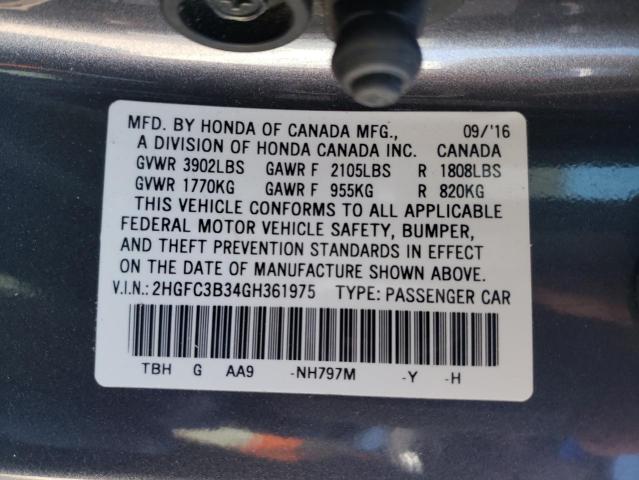 MFD. BY HONDA OF CANADA MFG., 09/'16
A DIVISION OF HONDA CANADA INC. CANADA
GVWR 3902LBS GAWR F 2105LBS R 1808LBS
GVWR 1770KG GAWR F 955KG R 820KG
THIS VEHICLE CONFORMS TO ALL APPLICABLE
FEDERAL MOTOR VEHICLE SAFETY, BUMPER,
AND THEFT PREVENTION STANDARDS IN EFFECT
ON THE DATE OF MANUFACTURE SHOWN ABOVE.
V.I.N.: 2HGFC3B34GH361975 TYPE: PASSENGER CAR
TBH G AA9 -NH797M -Y -H